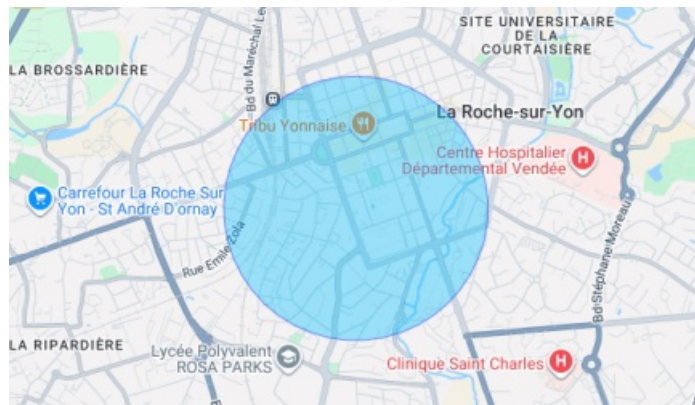 SITE UNIVERSITAIRE
DE LA
COURTAISIÈRE
LA BROSSARDIÈRE
Bd du Maréchal Le
Tribu Yonnaise
La Roche-sur-Yon
Centre Hospitalier
Départemental Vendée
Carrefour La Roche Sur
Yon - St André D'ornay
Rue Emile Zola
Bd Stéphane Moreau
LA RIPARDIÈRE
Lycée Polyvalent
ROSA PARKS
Clinique Saint Charles